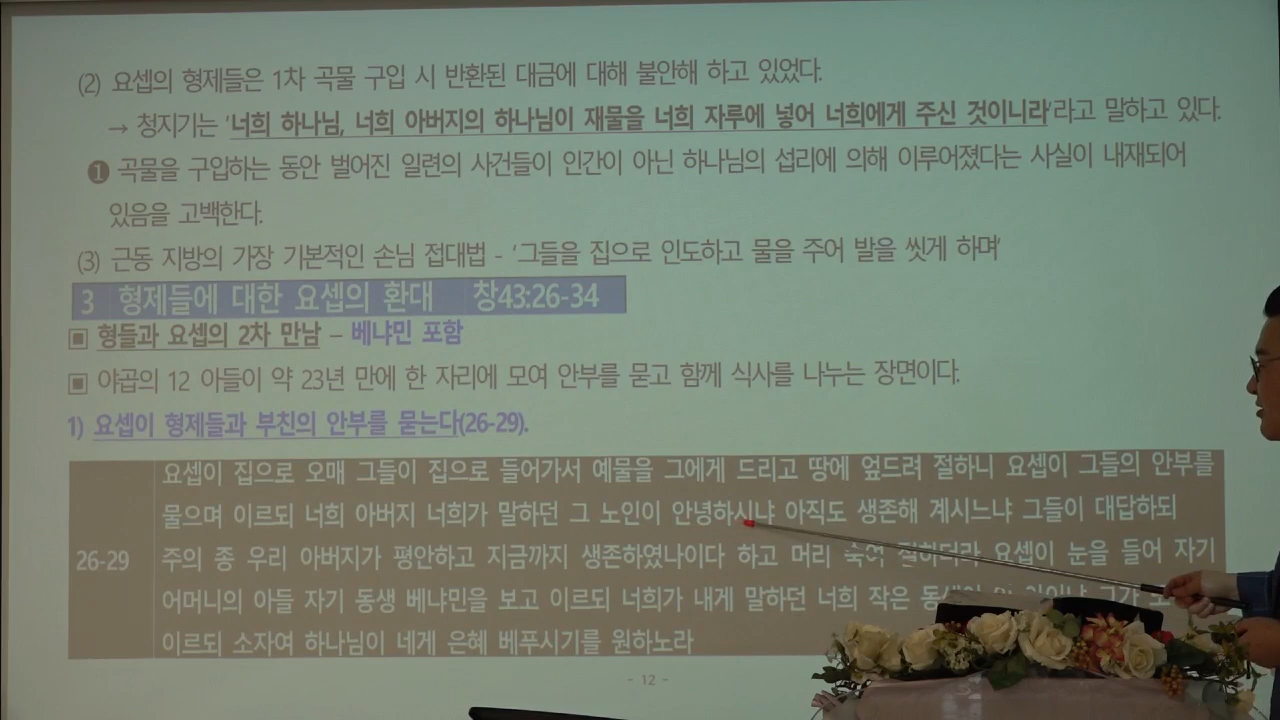 (2) 요셉의 형제들은 1차 곡물 구입 시 반환된 대금에 대해 불안해 하고 있었다.
→ 청지기는 '너희 하나님, 너희 아버지의 하나님이 재물을 너희 자루에 넣어 너희에게 주신 것이니라'라고 말하고 있다.
❶ 곡물을 구입하는 동안 벌어진 일련의 사건들이 인간이 아닌 하나님의 섭리에 의해 이루어졌다는 사실이 내재되어
있음을 고백한다.
(3) 근동 지방의 가장 기본적인 손님 접대법 - '그들을 집으로 인도하고 물을 주어 발을 씻게 하며'
3 형제들에 대한 요셉의 환대 창43:26-34
▣ 형들과 요셉의 2차 만남 – 베냐민 포함
▣ 야곱의 12 아들이 약 23년 만에 한 자리에 모여 안부를 묻고 함께 식사를 나누는 장면이다.
1) 요셉이 형제들과 부친의 안부를 묻는다(26-29).
요셉이 집으로 오매 그들이 집으로 들어가서 예물을 그에게 드리고 땅에 엎드려 절하니 요셉이 그들의 안부를
물으며 이르되 너희 아버지 너희가 말하던 그 노인이 안녕하시냐 아직도 생존해 계시느냐 그들이 대답하되
26-29 주의 종 우리 아버지가 평안하고 지금까지 생존하였나이다 하고 머리 숙여 절하더라 요셉이 눈을 들어 자기
어머니의 아들 자기 동생 베냐민을 보고 이르되 너희가 내게 말하던 너희 작은 그가
이르되 소자여 하나님이 네게 은혜 베푸시기를 원하노라
- 12 -